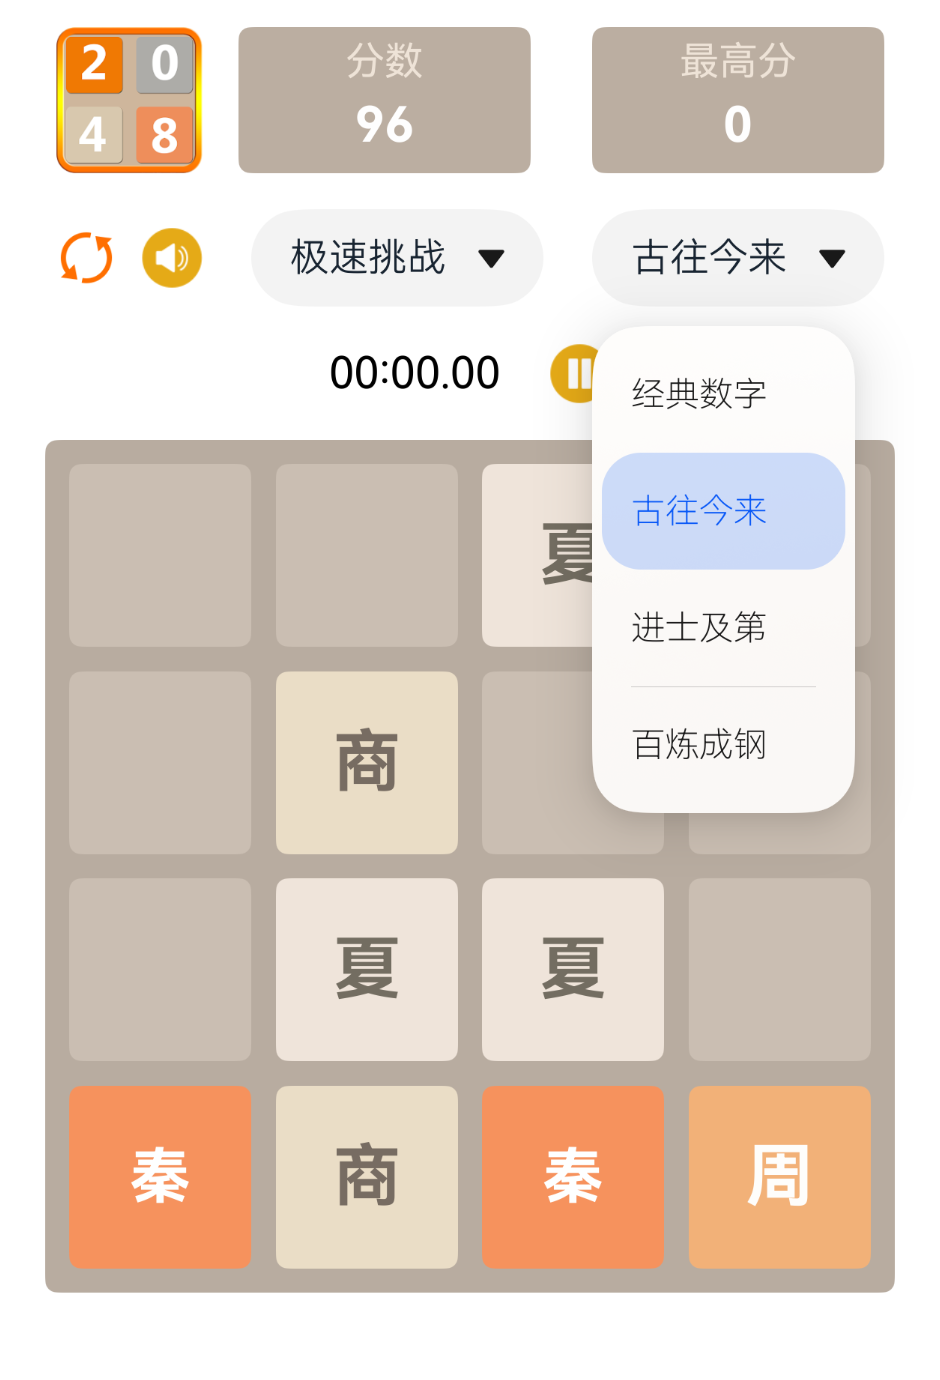 2 0
4 8
分数
96
最高分
0
极速挑战
古往今来
00:00.00
经典数字
古往今来
进士及第
百炼成钢
夏
商
夏 夏
秦 商 秦 周